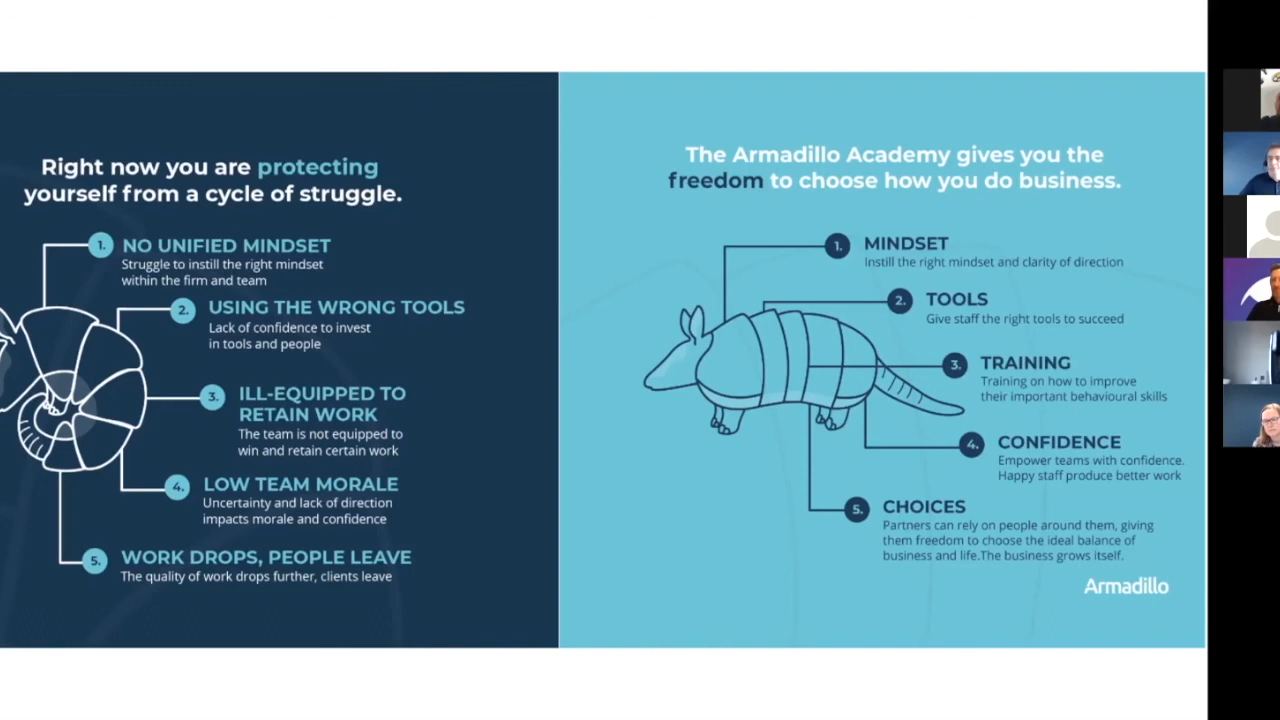 Right now you are protecting
yourself from a cycle of struggle.
1.
NO UNIFIED MINDSET
Struggle to instill the right mindset
within the firm and team
2.
USING THE WRONG TOOLS
Lack of confidence to invest
in tools and people
3.
ILL-EQUIPPED TO
RETAIN WORK
The team is not equipped to
win and retain certain work
4.
LOW TEAM MORALE
Uncertainty and lack of direction
impacts morale and confidence
5.
WORK DROPS, PEOPLE LEAVE
The quality of work drops further, clients leave
The Armadillo Academy gives you the
freedom to choose how you do business.
1.
MINDSET
Instill the right mindset and clarity of direction
2.
TOOLS
Give staff the right tools to succeed
3.
TRAINING
Training on how to improve
their important behavioural skills
4.
CONFIDENCE
Empower teams with confidence.
Happy staff produce better work
5.
CHOICES
Partners can rely on people around them, giving
them freedom to choose the ideal balance of
business and life.The business grows itself.
Armadillo